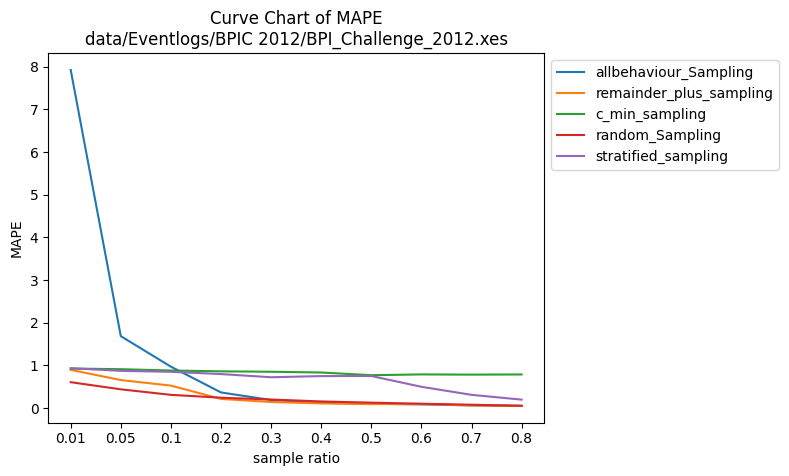 Curve Chart of MAPE
data/Eventlogs/BPIC 2012/BPI_Challenge_2012.xes
8
7
6
5
4
3
2
1
0
MAPE
0.01 0.05 0.1 0.2 0.3 0.4 0.5 0.6 0.7 0.8
sample ratio
allbehaviour_Sampling
remainder_plus_sampling
c_min_sampling
random_Sampling
stratified_sampling